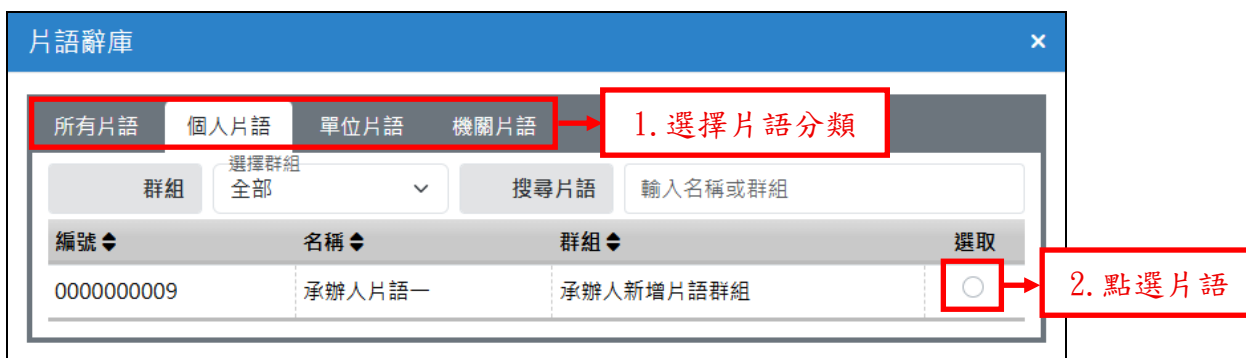 片語辭庫 ×
所有片語 個人片語 單位片語 機關片語 1.選擇片語分類
群組 選擇群組 全部 搜尋片語 輸入名稱或群組
編號 名稱 群組 選取
0000000009 承辦人片語一 承辦人新增片語群組 2.點選片語